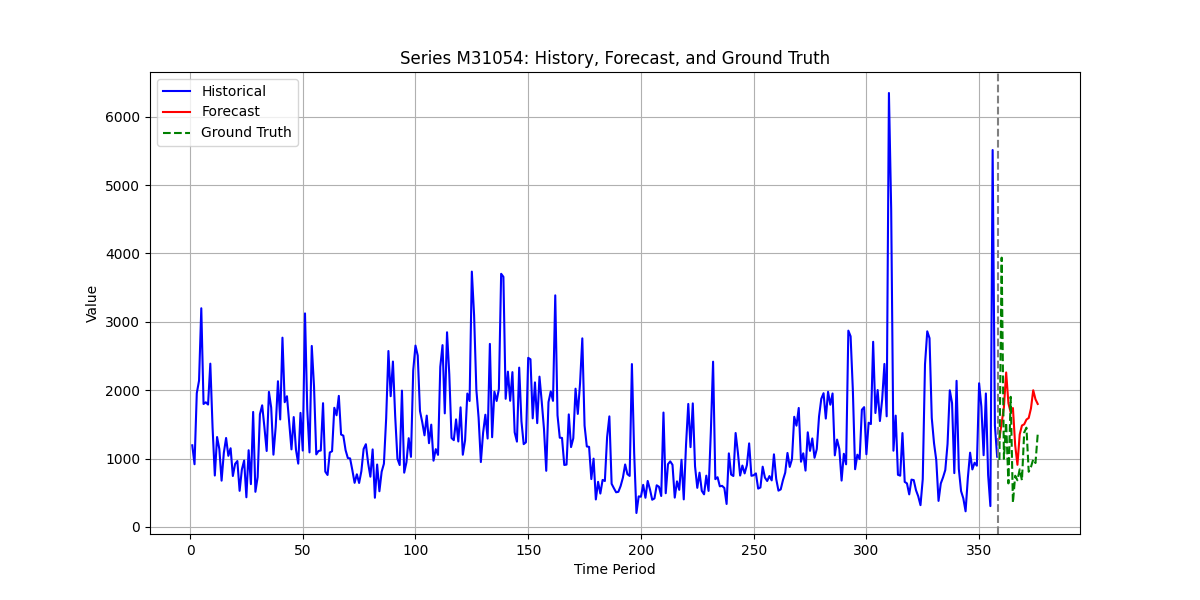 Series M31054: History, Forecast, and Ground Truth
Historical
Forecast
Ground Truth
Value
6000
5000
4000
3000
2000
1000
0
0 50 100 150 200 250 300 350
Time Period